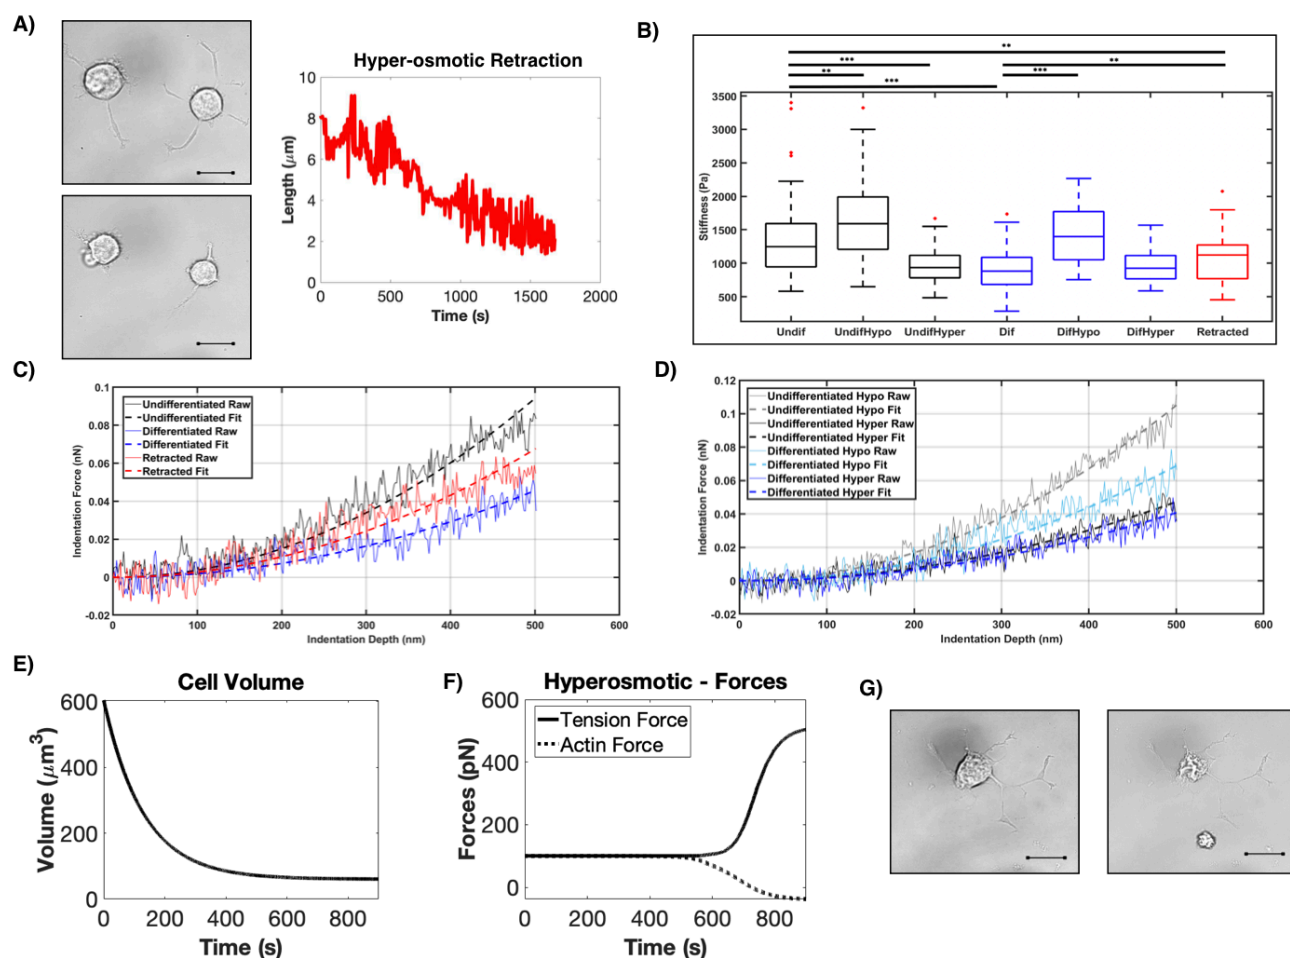 A)
Hyper-osmotic Retraction
Length (μm)
10
8
6
4
2
0
0 500 1000 1500 2000
Time (s)
B)
**
***
**
**
***
***
Stiffness (Pa)
3500
3000
2500
2000
1500
1000
500
Undif UndifHypo UndifHyper Dif DifHypo DifHyper Retracted
C)
Indentation Force (nN)
0.1
0.08
0.06
0.04
0.02
0
-0.02
Undifferentiated Raw
Undifferentiated Fit
Differentiated Raw
Differentiated Fit
Retracted Raw
Retracted Fit
0 100 200 300 400 500 600
Indentation Depth (nm)
D)
Indentation Force (nN)
0.12
0.1
0.08
0.06
0.04
0.02
0
-0.02
Undifferentiated Hypo Raw
Undifferentiated Hypo Fit
Undifferentiated Hyper Raw
Undifferentiated Hyper Fit
Differentiated Hypo Raw
Differentiated Hypo Fit
Differentiated Hyper Raw
Differentiated Hyper Fit
0 100 200 300 400 500 600
Indentation Depth (nm)
E)
Cell Volume
Volume (μm³)
600
400
200
0
0 200 400 600 800
Time (s)
F)
Hyperosmotic - Forces
Forces (pN)
600
400
200
0
Tension Force
Actin Force
0 200 400 600 800
Time (s)
G)